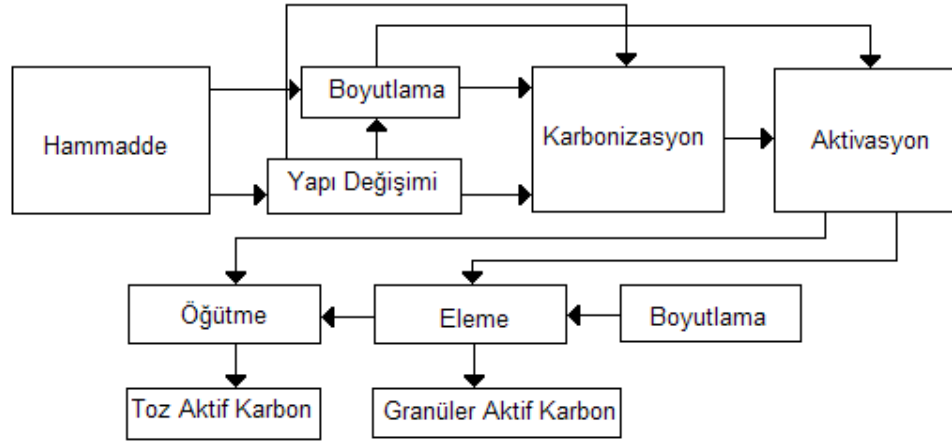 Hammadde
Boyutlama
Yapı Değişimi
Karbonizasyon
Aktivasyon
Öğütme
Eleme
Boyutlama
Toz Aktif Karbon
Granüler Aktif Karbon